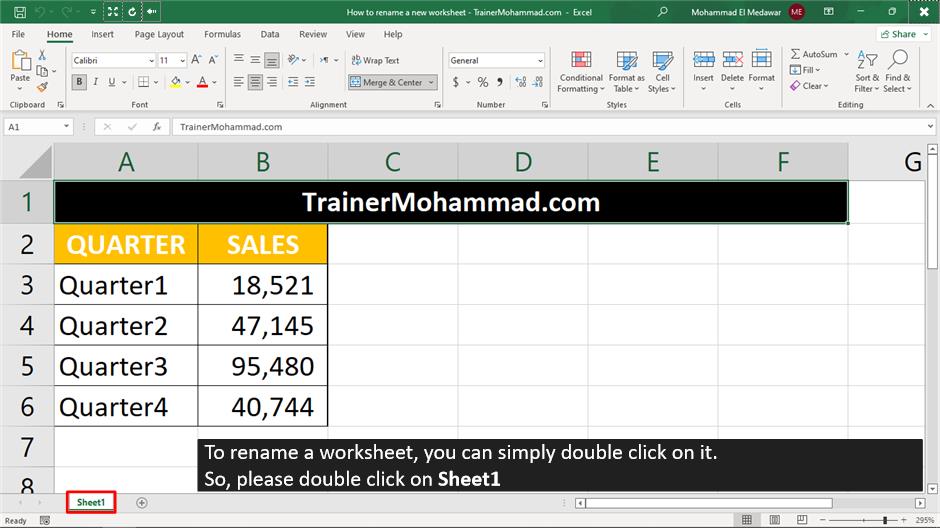 How to rename a new worksheet - TrainerMohammad.com - Excel
Mohammad El Medawar
ME
File Home Insert Page Layout Formulas Data Review View Help
Share
Paste
Calibri 11
B I U
Wrap Text
Merge & Center
General
$ % ,
Conditional Formatting
Format as Table
Cell Styles
Insert Delete Format
AutoSum
Fill
Clear
Sort & Filter
Find & Select
Clipboard Font Alignment Number Styles Cells Editing
A1 fx TrainerMohammad.com
A B C D E F G
1 TrainerMohammad.com
2 QUARTER SALES
3 Quarter1 18,521
4 Quarter2 47,145
5 Quarter3 95,480
6 Quarter4 40,744
7
8
To rename a worksheet, you can simply double click on it.
So, please double click on Sheet1
Sheet1
Ready 295%